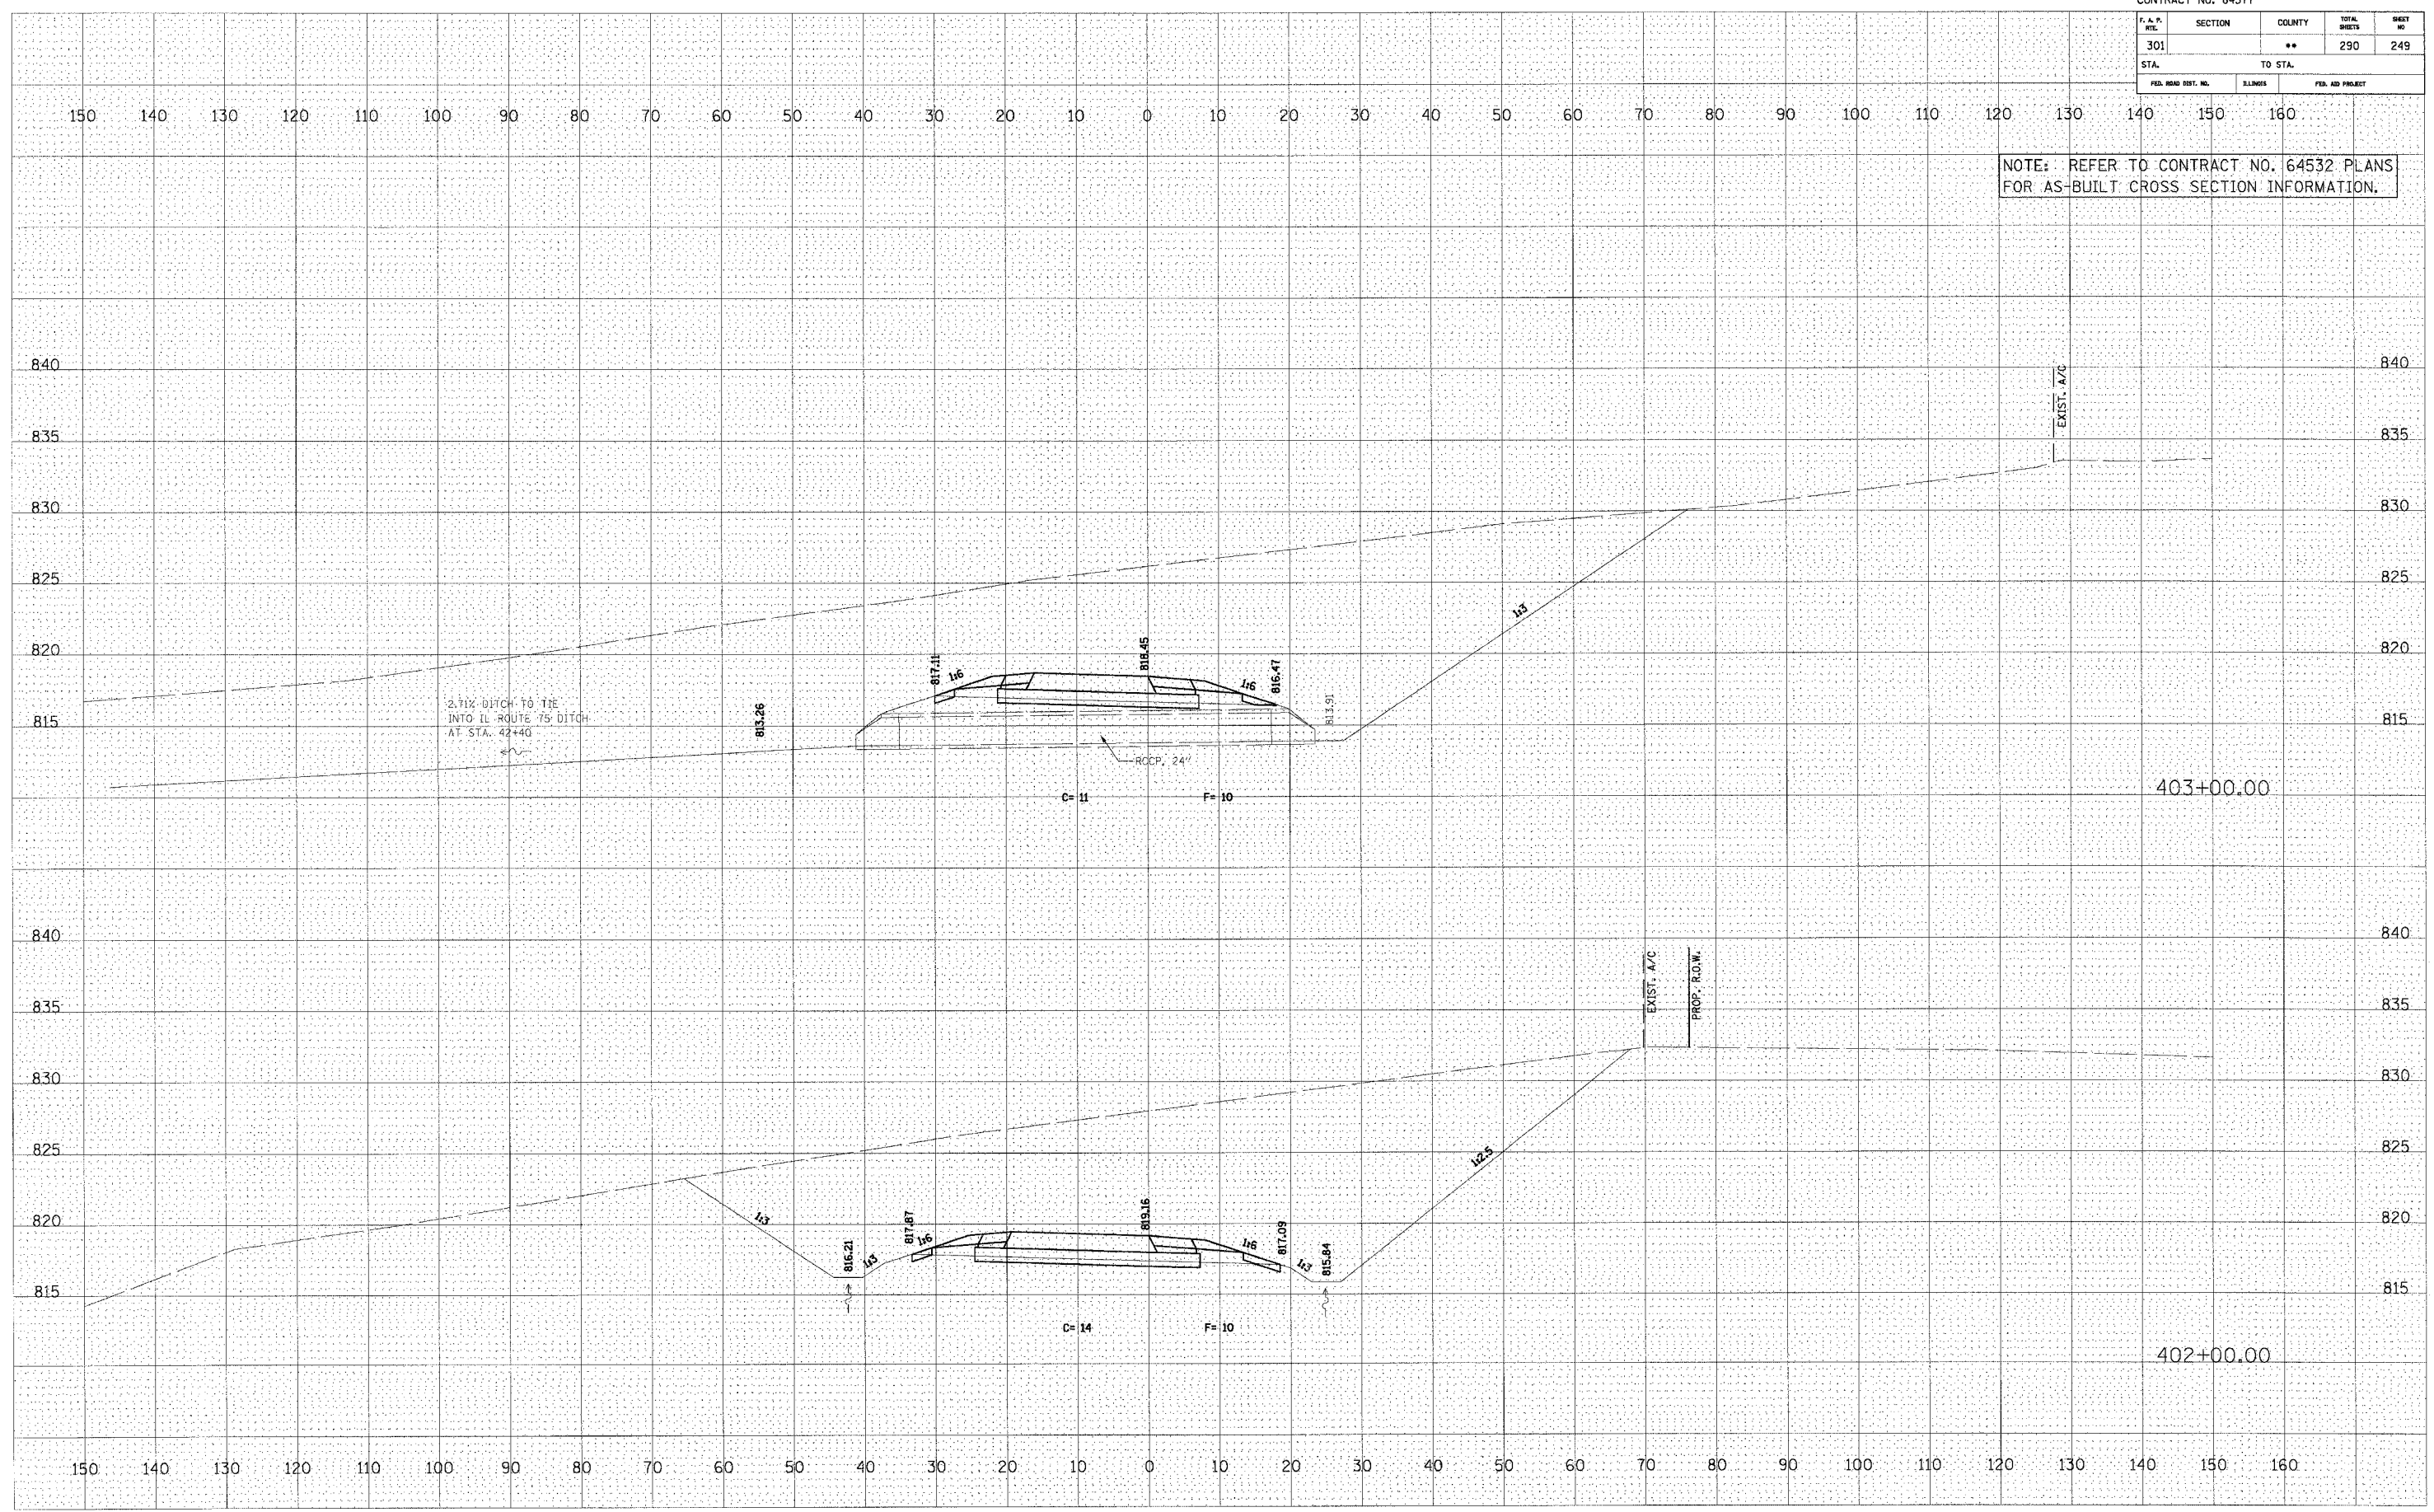 CONTRACT NO. 64511
F. A. P. RTE. SECTION COUNTY TOTAL SHEETS SHEET NO
301 ** 290 249
STA. TO STA.
FED. ROAD DIST. NO. ILLINOIS FED. AID PROJECT
150 140 130 120 110 100 90 80 70 60 50 40 30 20 10 0 10 20 30 40 50 60 70 80 90 100 110 120 130 140 150 160
NOTE: REFER TO CONTRACT NO. 64532 PLANS
FOR AS-BUILT CROSS SECTION INFORMATION.
840 840
EXIST. A/C
835 835
830 830
825 825
1:3
820 820
817.11 1:6 818.45 1:6 816.47
2.71% DITCH TO TIE
INTO IL ROUTE 75 DITCH
AT STA. 42+40
813.26
813.91
815 815
RCCP, 24"
C= 11 F= 10
403+00.00
840 840
EXIST. A/C
PROP. R.O.W.
835 835
830 830
825 825
1:2.5
820 820
1:3 816.21 1:3 817.87 1:6 819.16 1:6 817.09 1:3 815.84
815 815
C= 14 F= 10
402+00.00
150 140 130 120 110 100 90 80 70 60 50 40 30 20 10 0 10 20 30 40 50 60 70 80 90 100 110 120 130 140 150 160